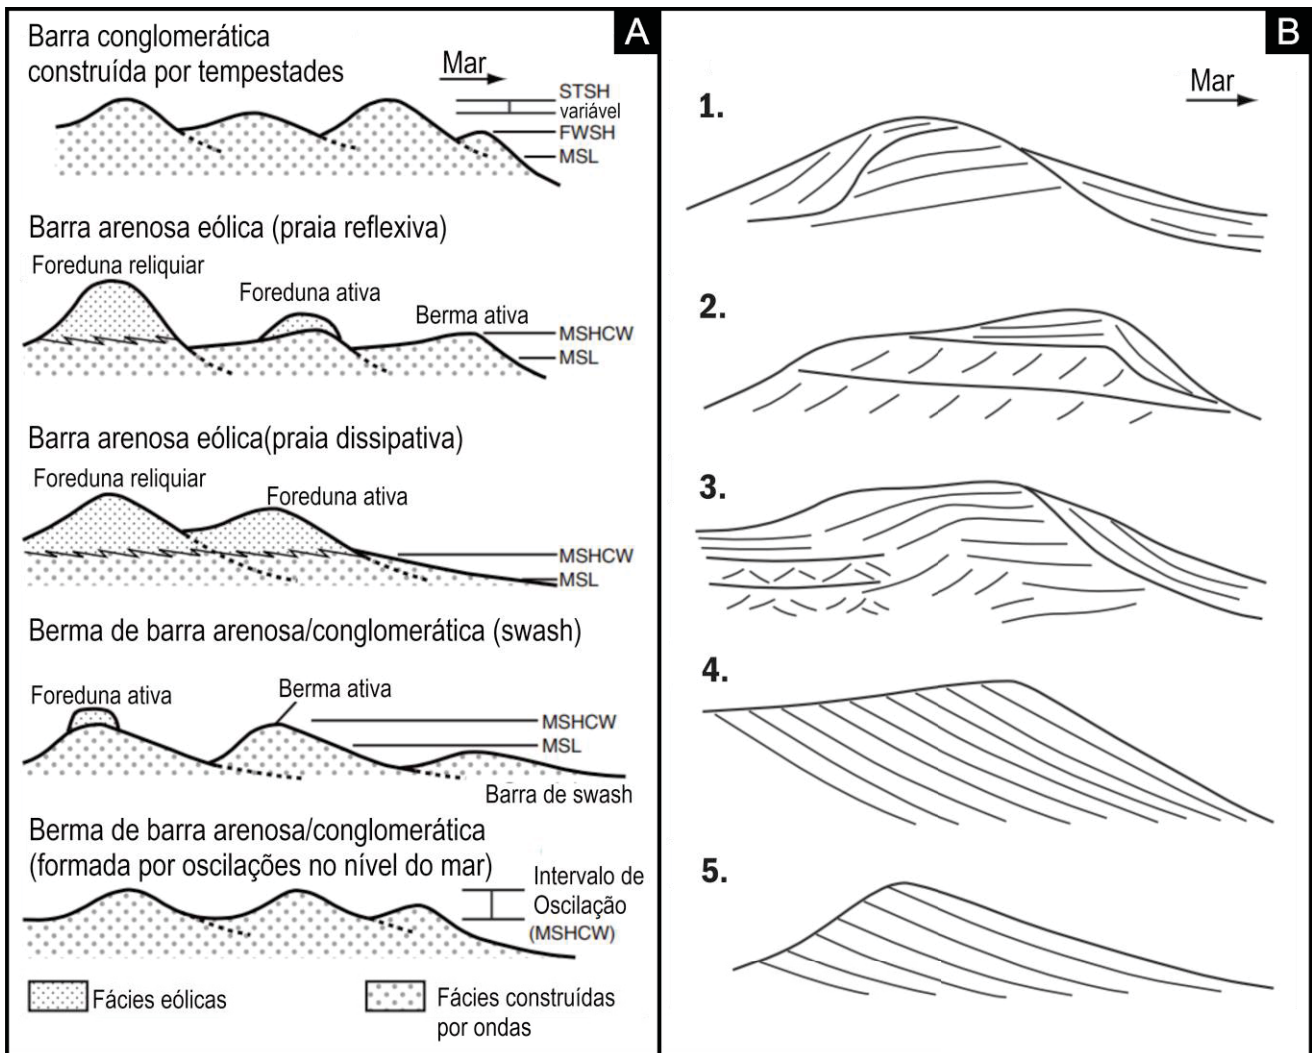 A
Barra conglomerática
construída por tempestades
Mar
STSH
variável
FWSH
MSL
Barra arenosa eólica (praia reflexiva)
Foreduna reliquiar
Foreduna ativa
Berma ativa
MSHCW
MSL
Barra arenosa eólica(praia dissipativa)
Foreduna reliquiar
Foreduna ativa
MSHCW
MSL
Berma de barra arenosa/conglomerática (swash)
Foreduna ativa
Berma ativa
MSHCW
MSL
Barra de swash
Berma de barra arenosa/conglomerática
(formada por oscilações no nível do mar)
Intervalo de
Oscilação
(MSHCW)
Fácies eólicas
Fácies construídas
por ondas
B
Mar
1.
2.
3.
4.
5.